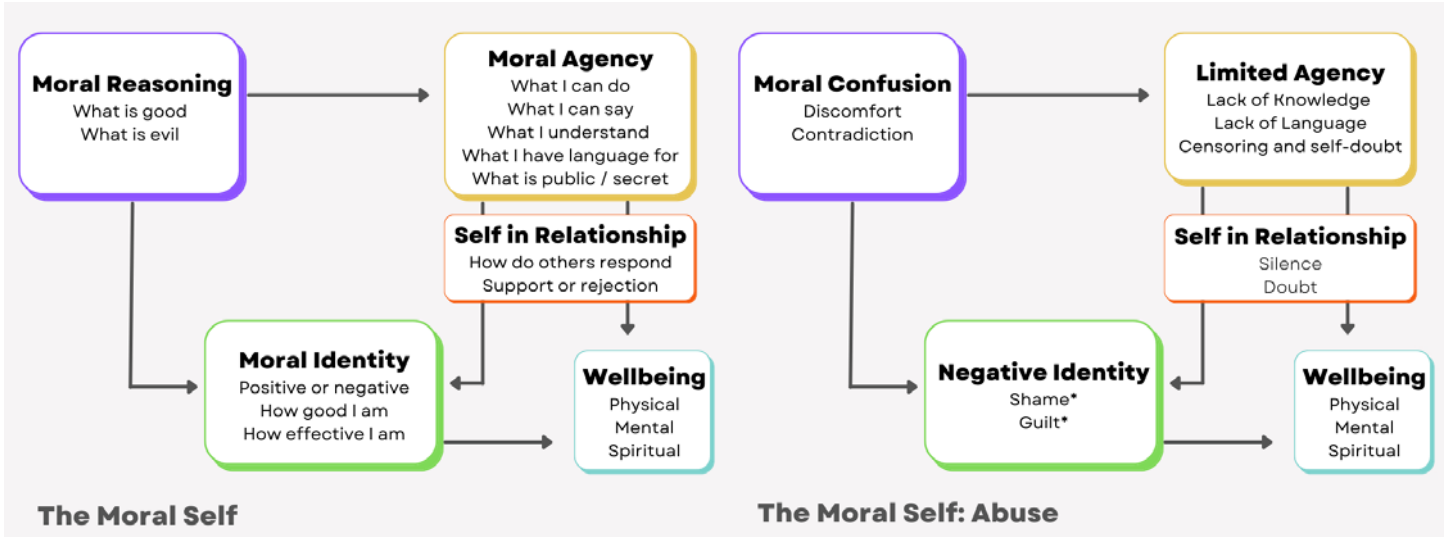 Moral Reasoning
What is good
What is evil
Moral Agency
What I can do
What I can say
What I understand
What I have language for
What is public / secret
Self in Relationship
How do others respond
Support or rejection
Moral Identity
Positive or negative
How good I am
How effective I am
Wellbeing
Physical
Mental
Spiritual
The Moral Self
Moral Confusion
Discomfort
Contradiction
Limited Agency
Lack of Knowledge
Lack of Language
Censoring and self-doubt
Self in Relationship
Silence
Doubt
Negative Identity
Shame*
Guilt*
Wellbeing
Physical
Mental
Spiritual
The Moral Self: Abuse